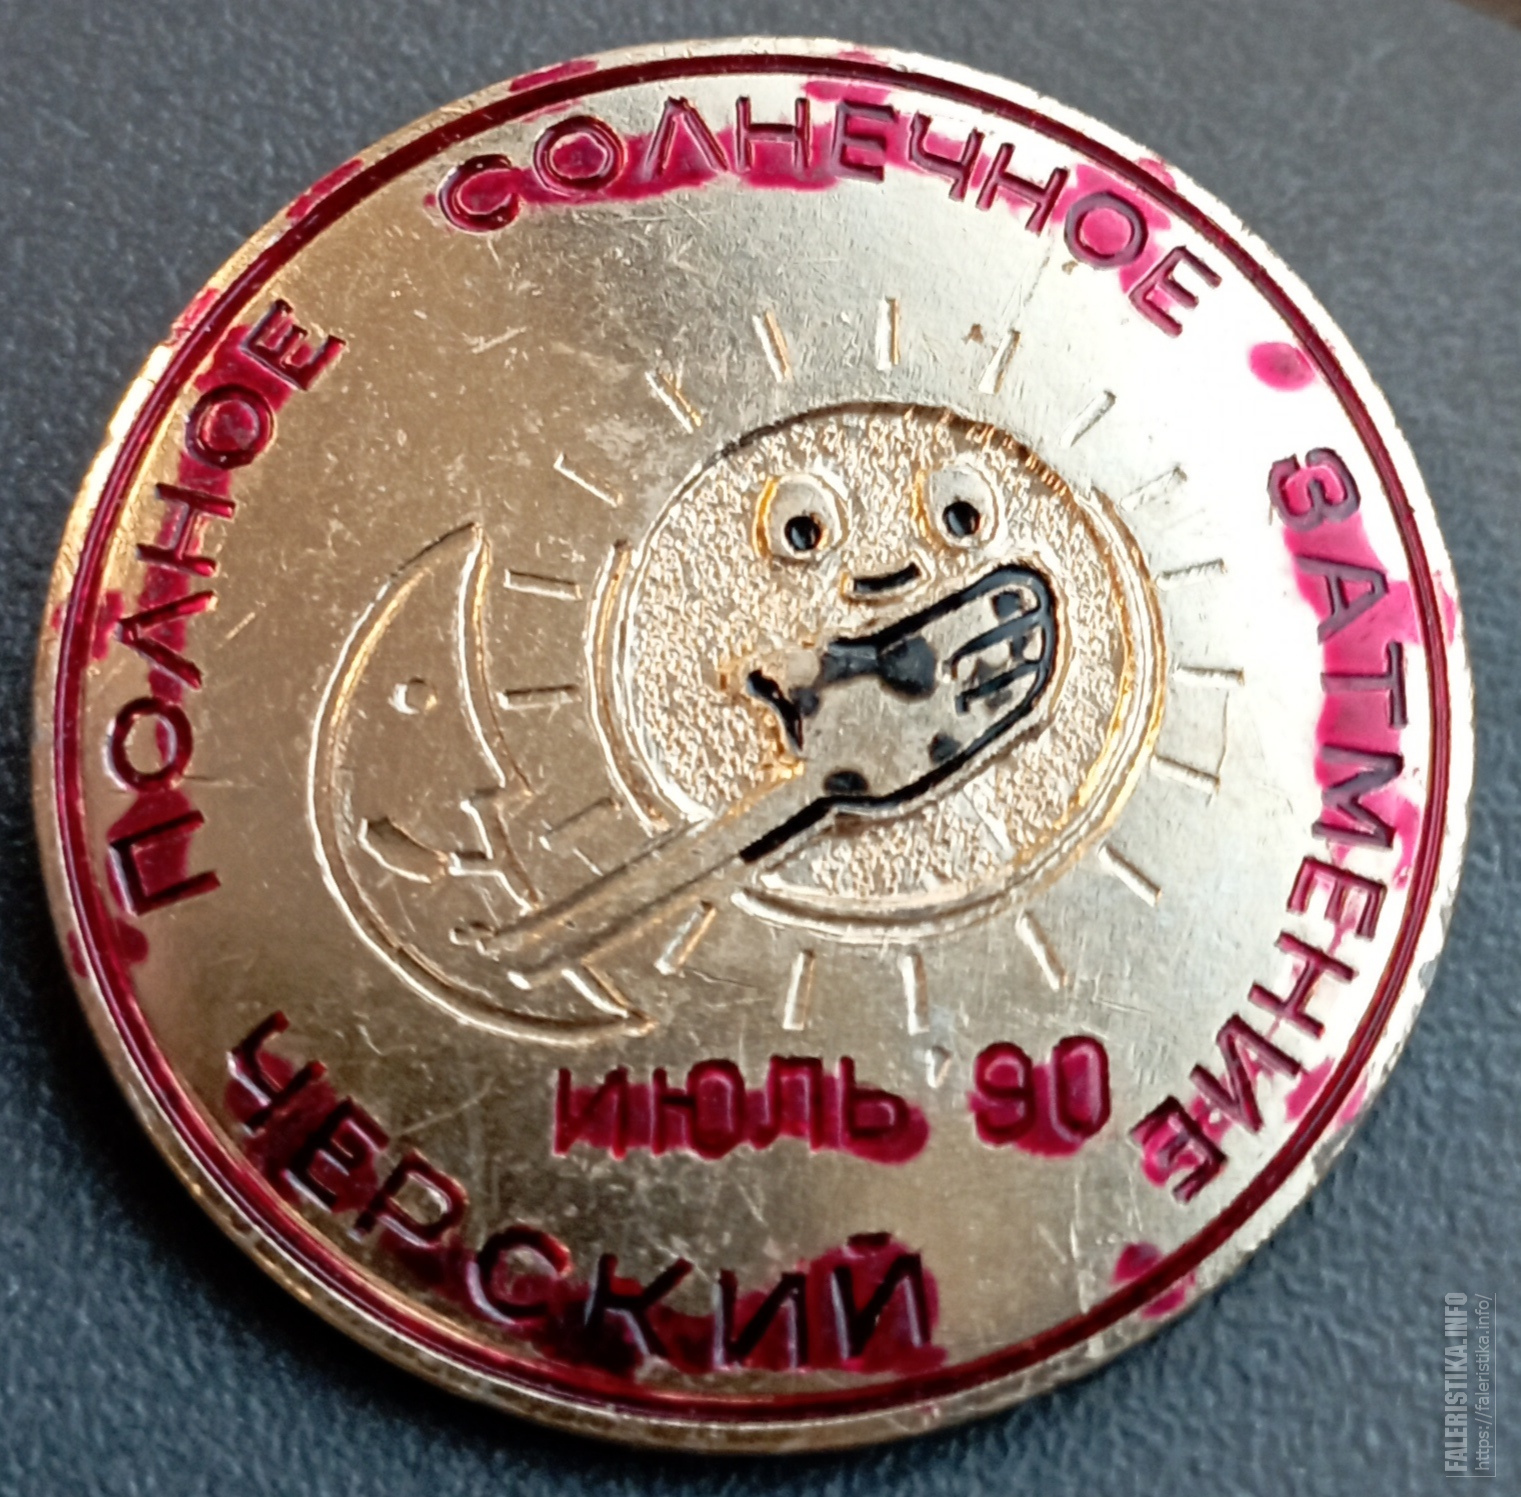 ПОЛНОЕ СОЛНЕЧНОЕ ЗАТМЕНИЕ
ИЮЛЬ 90
ЧЕРСКИЙ
FALERISTIKA.INFO
https://faleristika.info/